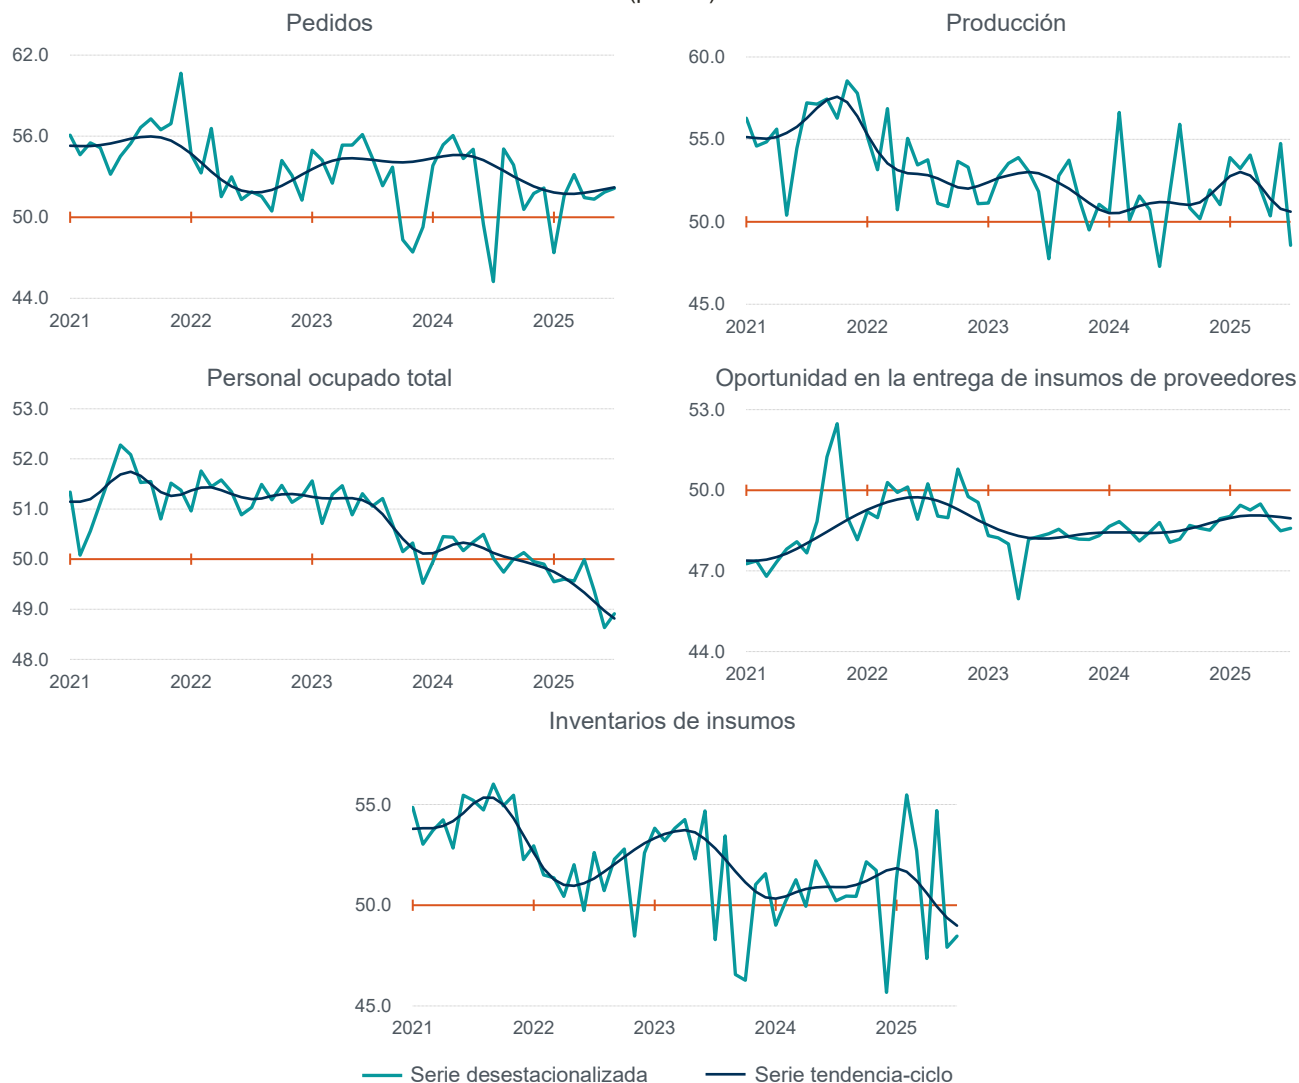 Pedidos
Producción
62.0
56.0
50.0
44.0
2021 2022 2023 2024 2025
60.0
55.0
50.0
45.0
2021 2022 2023 2024 2025
Personal ocupado total
Oportunidad en la entrega de insumos de proveedores
53.0
52.0
51.0
50.0
49.0
48.0
2021 2022 2023 2024 2025
53.0
50.0
47.0
44.0
2021 2022 2023 2024 2025
Inventarios de insumos
55.0
50.0
45.0
2021 2022 2023 2024 2025
Serie desestacionalizada Serie tendencia-ciclo